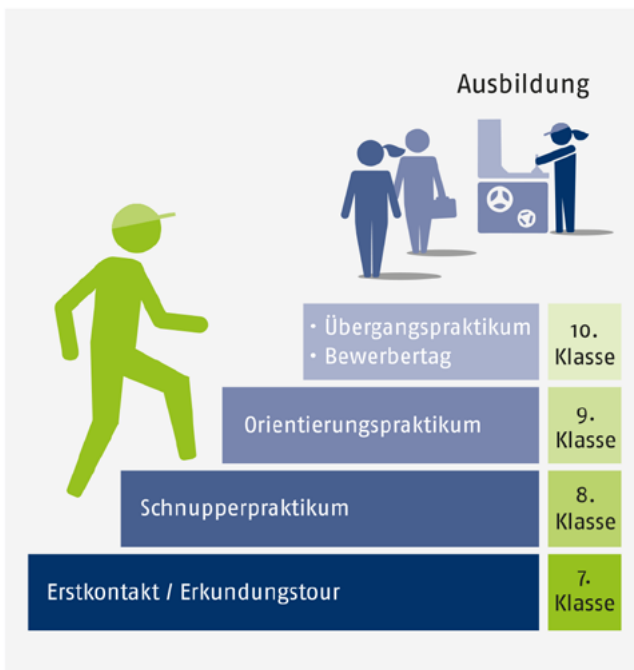 Ausbildung
• Übergangspraktikum
• Bewerbertag
10.
Klasse
Orientierungspraktikum
9.
Klasse
Schnupperpraktikum
8.
Klasse
Erstkontakt / Erkundungstour
7.
Klasse